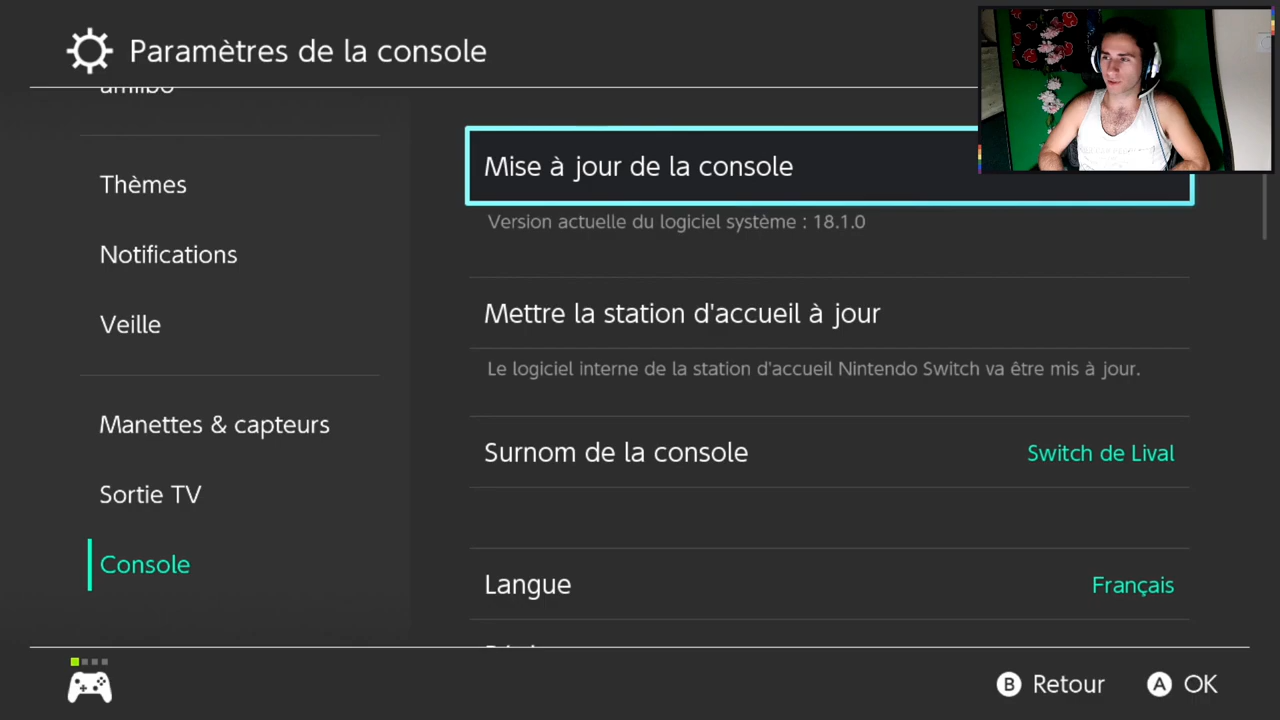 Paramètres de la console
amiibo
Thèmes
Notifications
Veille
Manettes & capteurs
Sortie TV
Console
Mise à jour de la console
Version actuelle du logiciel système : 18.1.0
Mettre la station d'accueil à jour
Le logiciel interne de la station d'accueil Nintendo Switch va être mis à jour.
Surnom de la console
Switch de Lival
Langue
Français
B Retour
A OK